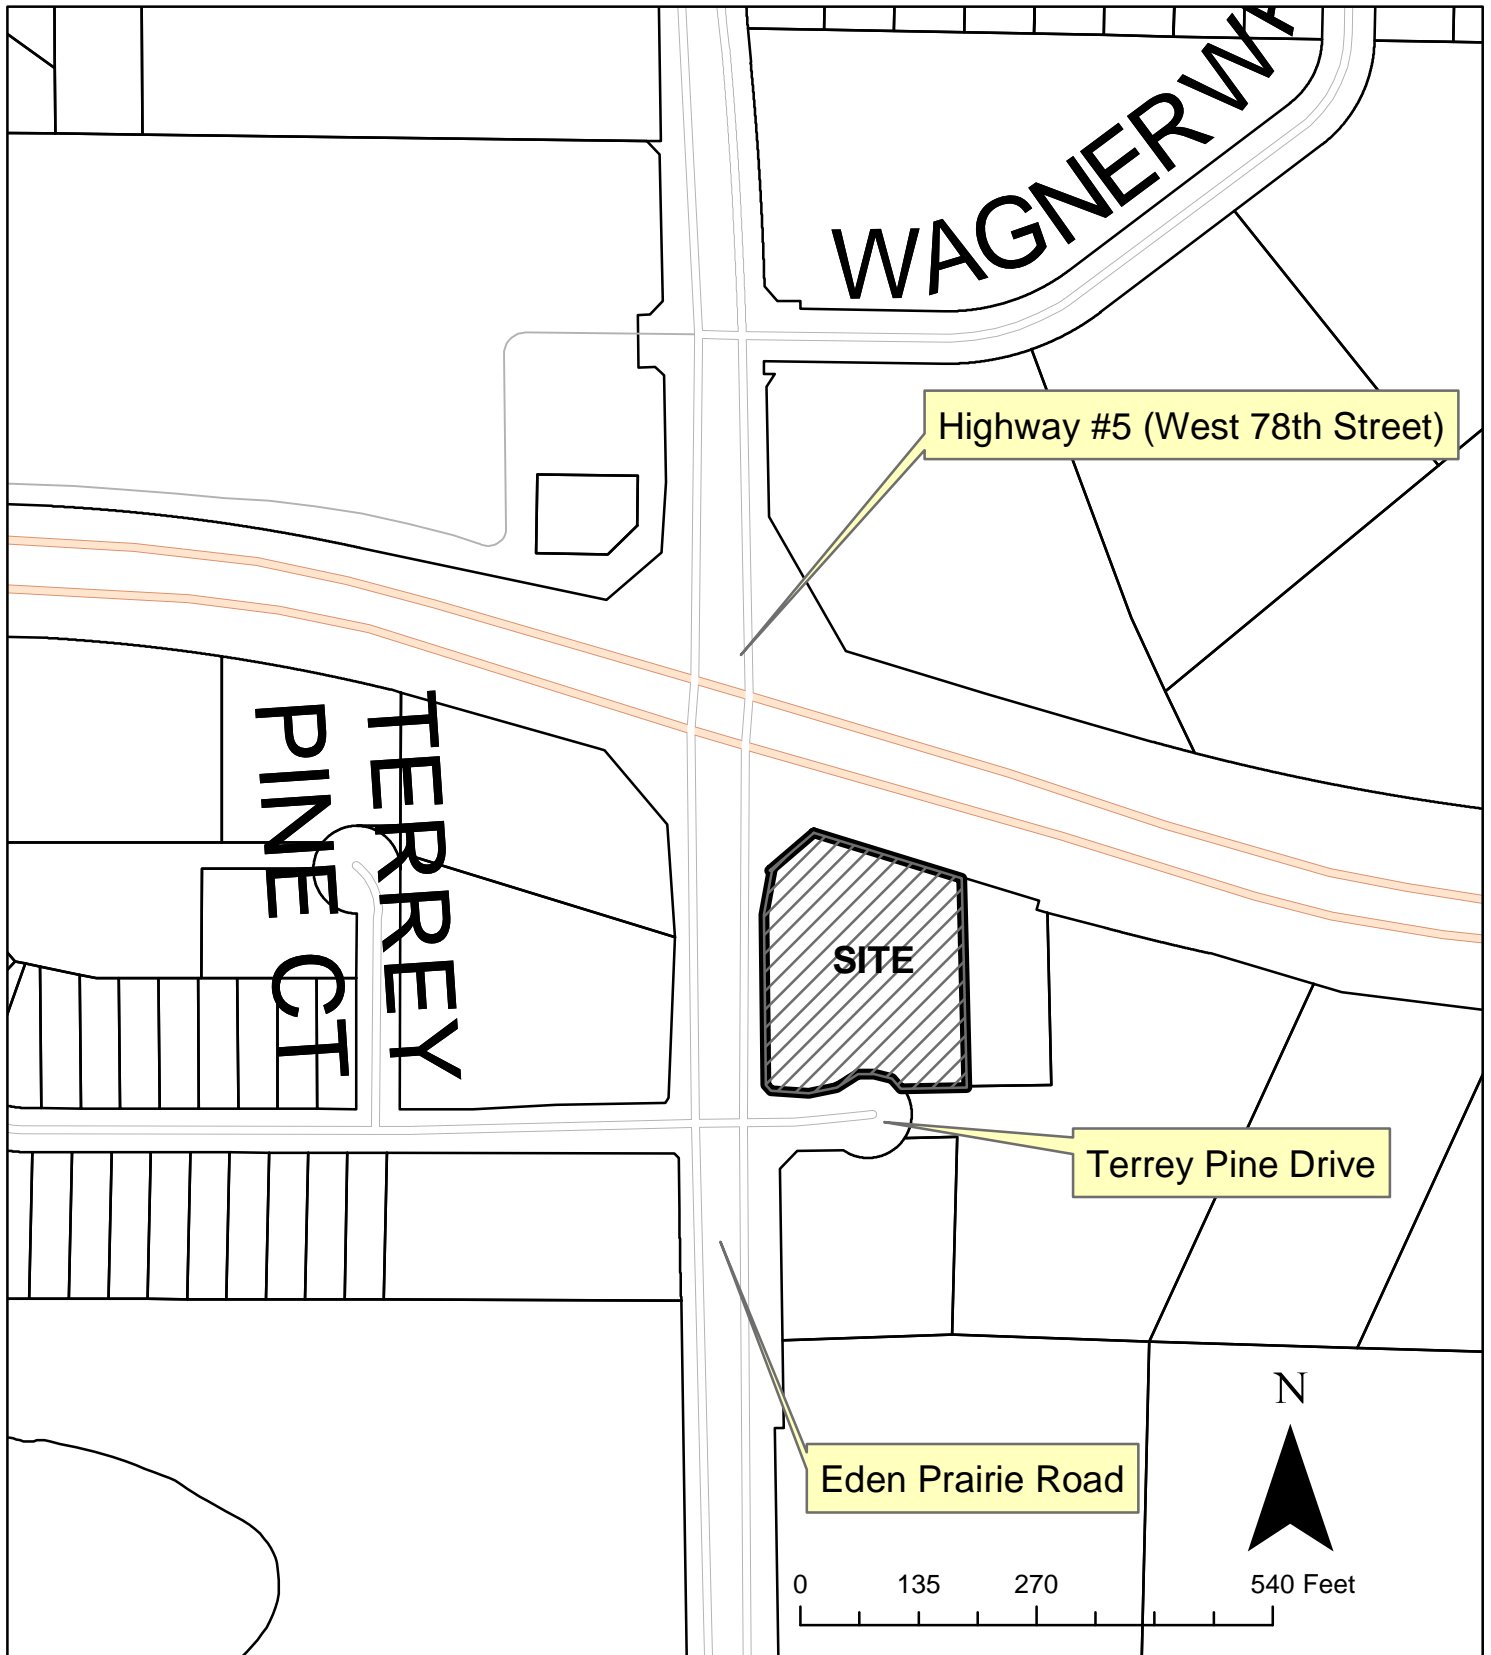 WAGNER
Highway #5 (West 78th Street)
TERREY
PINE CT
SITE
Terrey Pine Drive
N
Eden Prairie Road
0 135 270 540 Feet